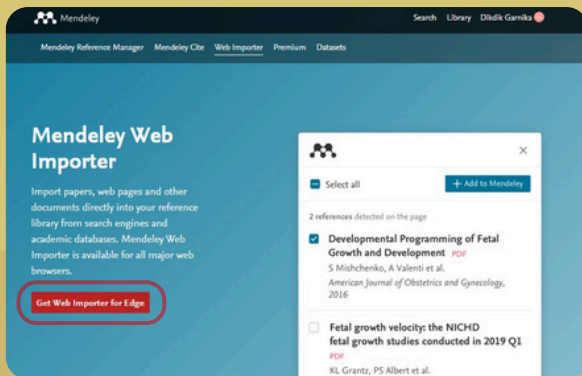 Mendeley
Search Library Dikdik Garnika
Mendeley Reference Manager Mendeley Cite Web Importer Premium Datasets
Mendeley Web
Importer
Import papers, web pages and other
documents directly into your reference
library from search engines and
academic databases. Mendeley Web
Importer is available for all major web
browsers.
Get Web Importer for Edge
Select all + Add to Mendeley
2 references detected on the page
Developmental Programming of Fetal
Growth and Development PDF
S Mishchenko, A Valenti et al.
American Journal of Obstetrics and Gynecology,
2016
Fetal growth velocity: the NICHD
fetal growth studies conducted in 2019 Q1
PDF
KL Grantz, PS Albert et al.